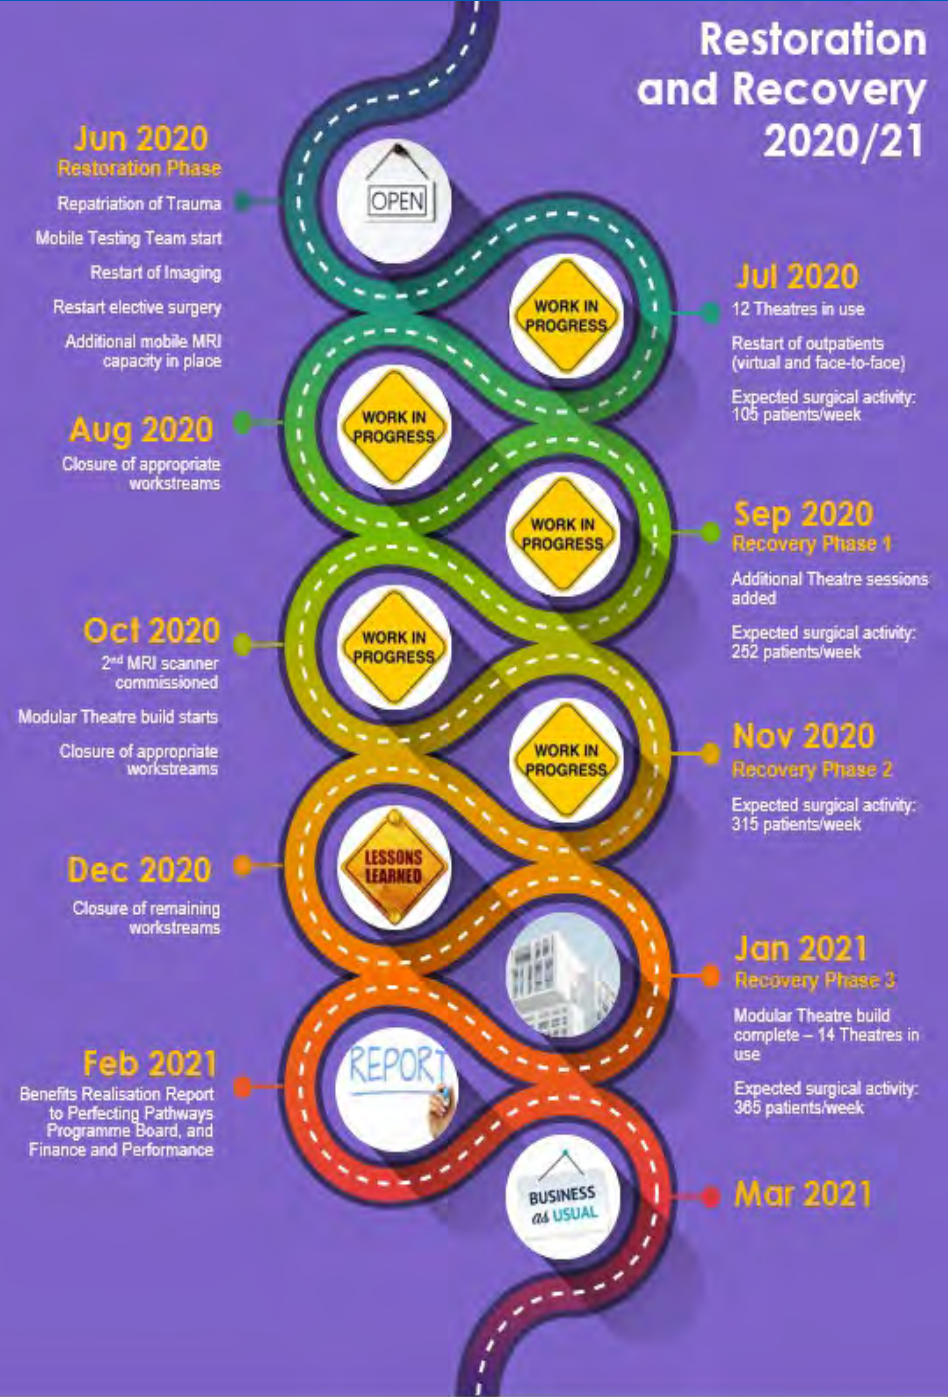 Restoration
and Recovery
2020/21
Jun 2020
Restoration Phase
Repatriation of Trauma
Mobile Testing Team start
Restart of Imaging
Restart elective surgery
Additional mobile MRI
capacity in place
OPEN
Jul 2020
12 Theatres in use
Restart of outpatients
(virtual and face-to-face)
Expected surgical activity:
105 patients/week
WORK IN
PROGRESS
Aug 2020
Closure of appropriate
workstreams
WORK IN
PROGRESS
Sep 2020
Recovery Phase 1
Additional Theatre sessions
added
Expected surgical activity:
252 patients/week
WORK IN
PROGRESS
Oct 2020
2nd MRI scanner
commissioned
Modular Theatre build starts
Closure of appropriate
workstreams
WORK IN
PROGRESS
Nov 2020
Recovery Phase 2
Expected surgical activity:
315 patients/week
WORK IN
PROGRESS
Dec 2020
Closure of remaining
workstreams
LESSONS
LEARNED
Jan 2021
Recovery Phase 3
Modular Theatre build
complete – 14 Theatres in
use
Expected surgical activity:
365 patients/week
Feb 2021
Benefits Realisation Report
to Perfecting Pathways
Programme Board, and
Finance and Performance
REPORT
Mar 2021
BUSINESS
as USUAL